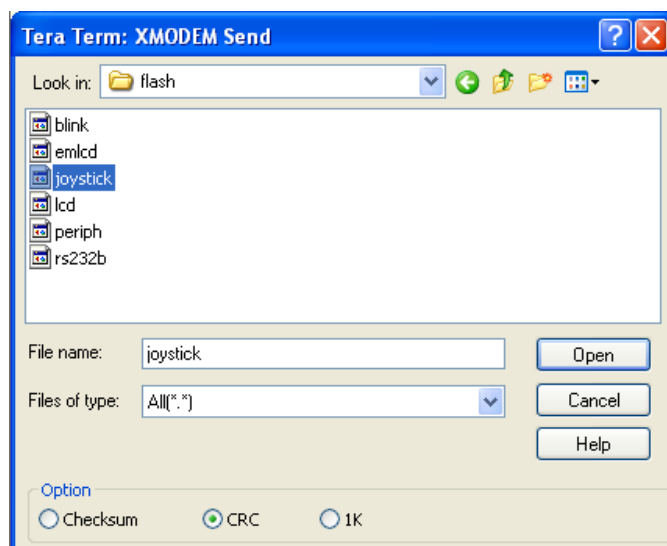 Tera Term: XMODEM Send
Look in: flash
blink
emlcd
joystick
lcd
periph
rs232b
File name: joystick Open
Files of type: All(*.*) Cancel
Help
Option
Checksum CRC 1K